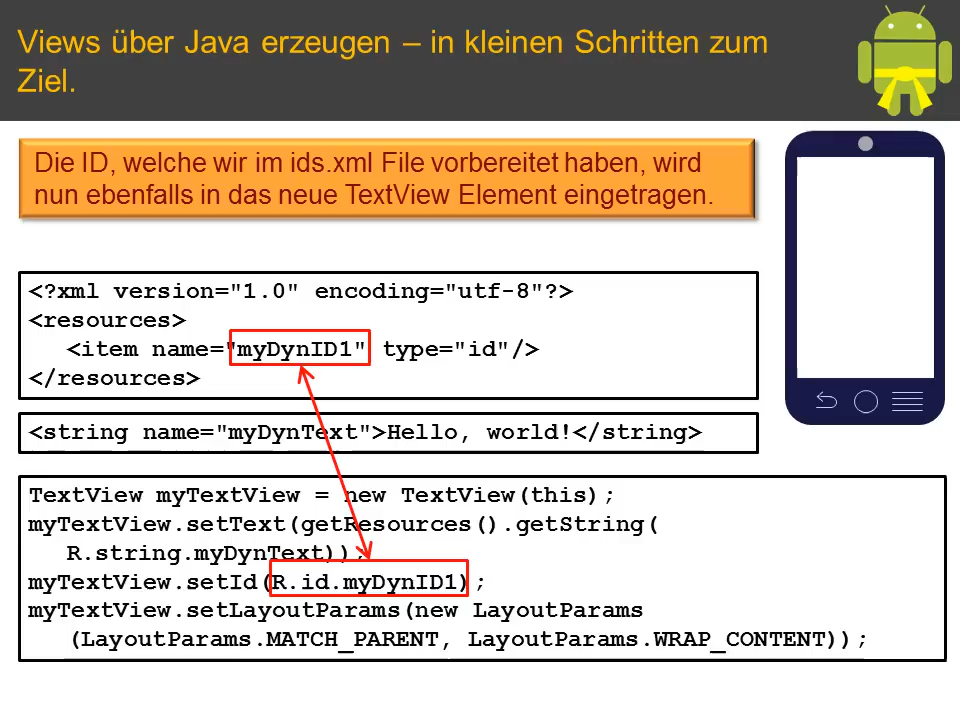 Views über Java erzeugen – in kleinen Schritten zum
Ziel.
Die ID, welche wir im ids.xml File vorbereitet haben, wird
nun ebenfalls in das neue TextView Element eingetragen.
<?xml version="1.0" encoding="utf-8"?>
<resources>
<item name="myDynID1" type="id"/>
</resources>
<string name="myDynText">Hello, world!</string>
TextView myTextView = new TextView(this);
myTextView.setText(getResources().getString(
R.string.myDynText));
myTextView.setId(R.id.myDynID1);
myTextView.setLayoutParams(new LayoutParams
(LayoutParams.MATCH_PARENT, LayoutParams.WRAP_CONTENT));